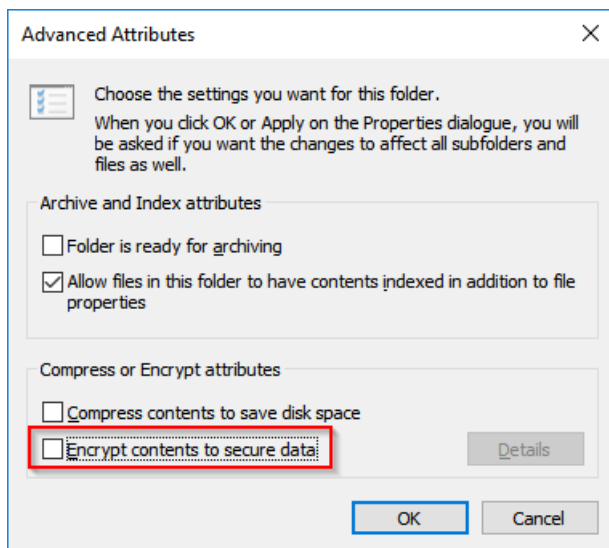 Advanced Attributes
Choose the settings you want for this folder.
When you click OK or Apply on the Properties dialogue, you will
be asked if you want the changes to affect all subfolders and
files as well.
Archive and Index attributes
Folder is ready for archiving
Allow files in this folder to have contents indexed in addition to file
properties
Compress or Encrypt attributes
Compress contents to save disk space
Encrypt contents to secure data
Details
OK
Cancel